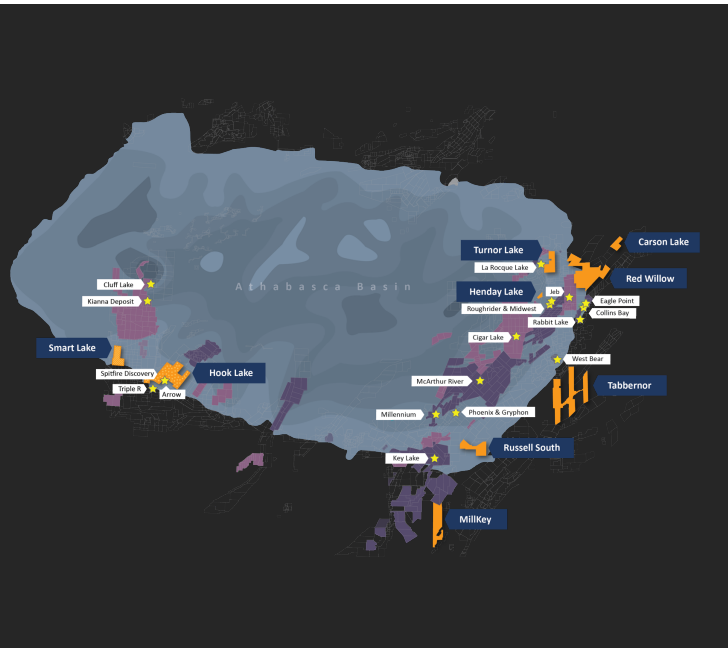 Carson Lake
Turnor Lake
La Rocque Lake
Red Willow
Cluff Lake
Athabasca Basin
Henday Lake
Jeb
Kianna Deposit
Eagle Point
Roughrider & Midwest
Collins Bay
Rabbit Lake
Cigar Lake
Smart Lake
West Bear
Spitfire Discovery
Hook Lake
McArthur River
Tabbernor
Triple R
Arrow
Millennium
Phoenix & Gryphon
Russell South
Key Lake
MillKey